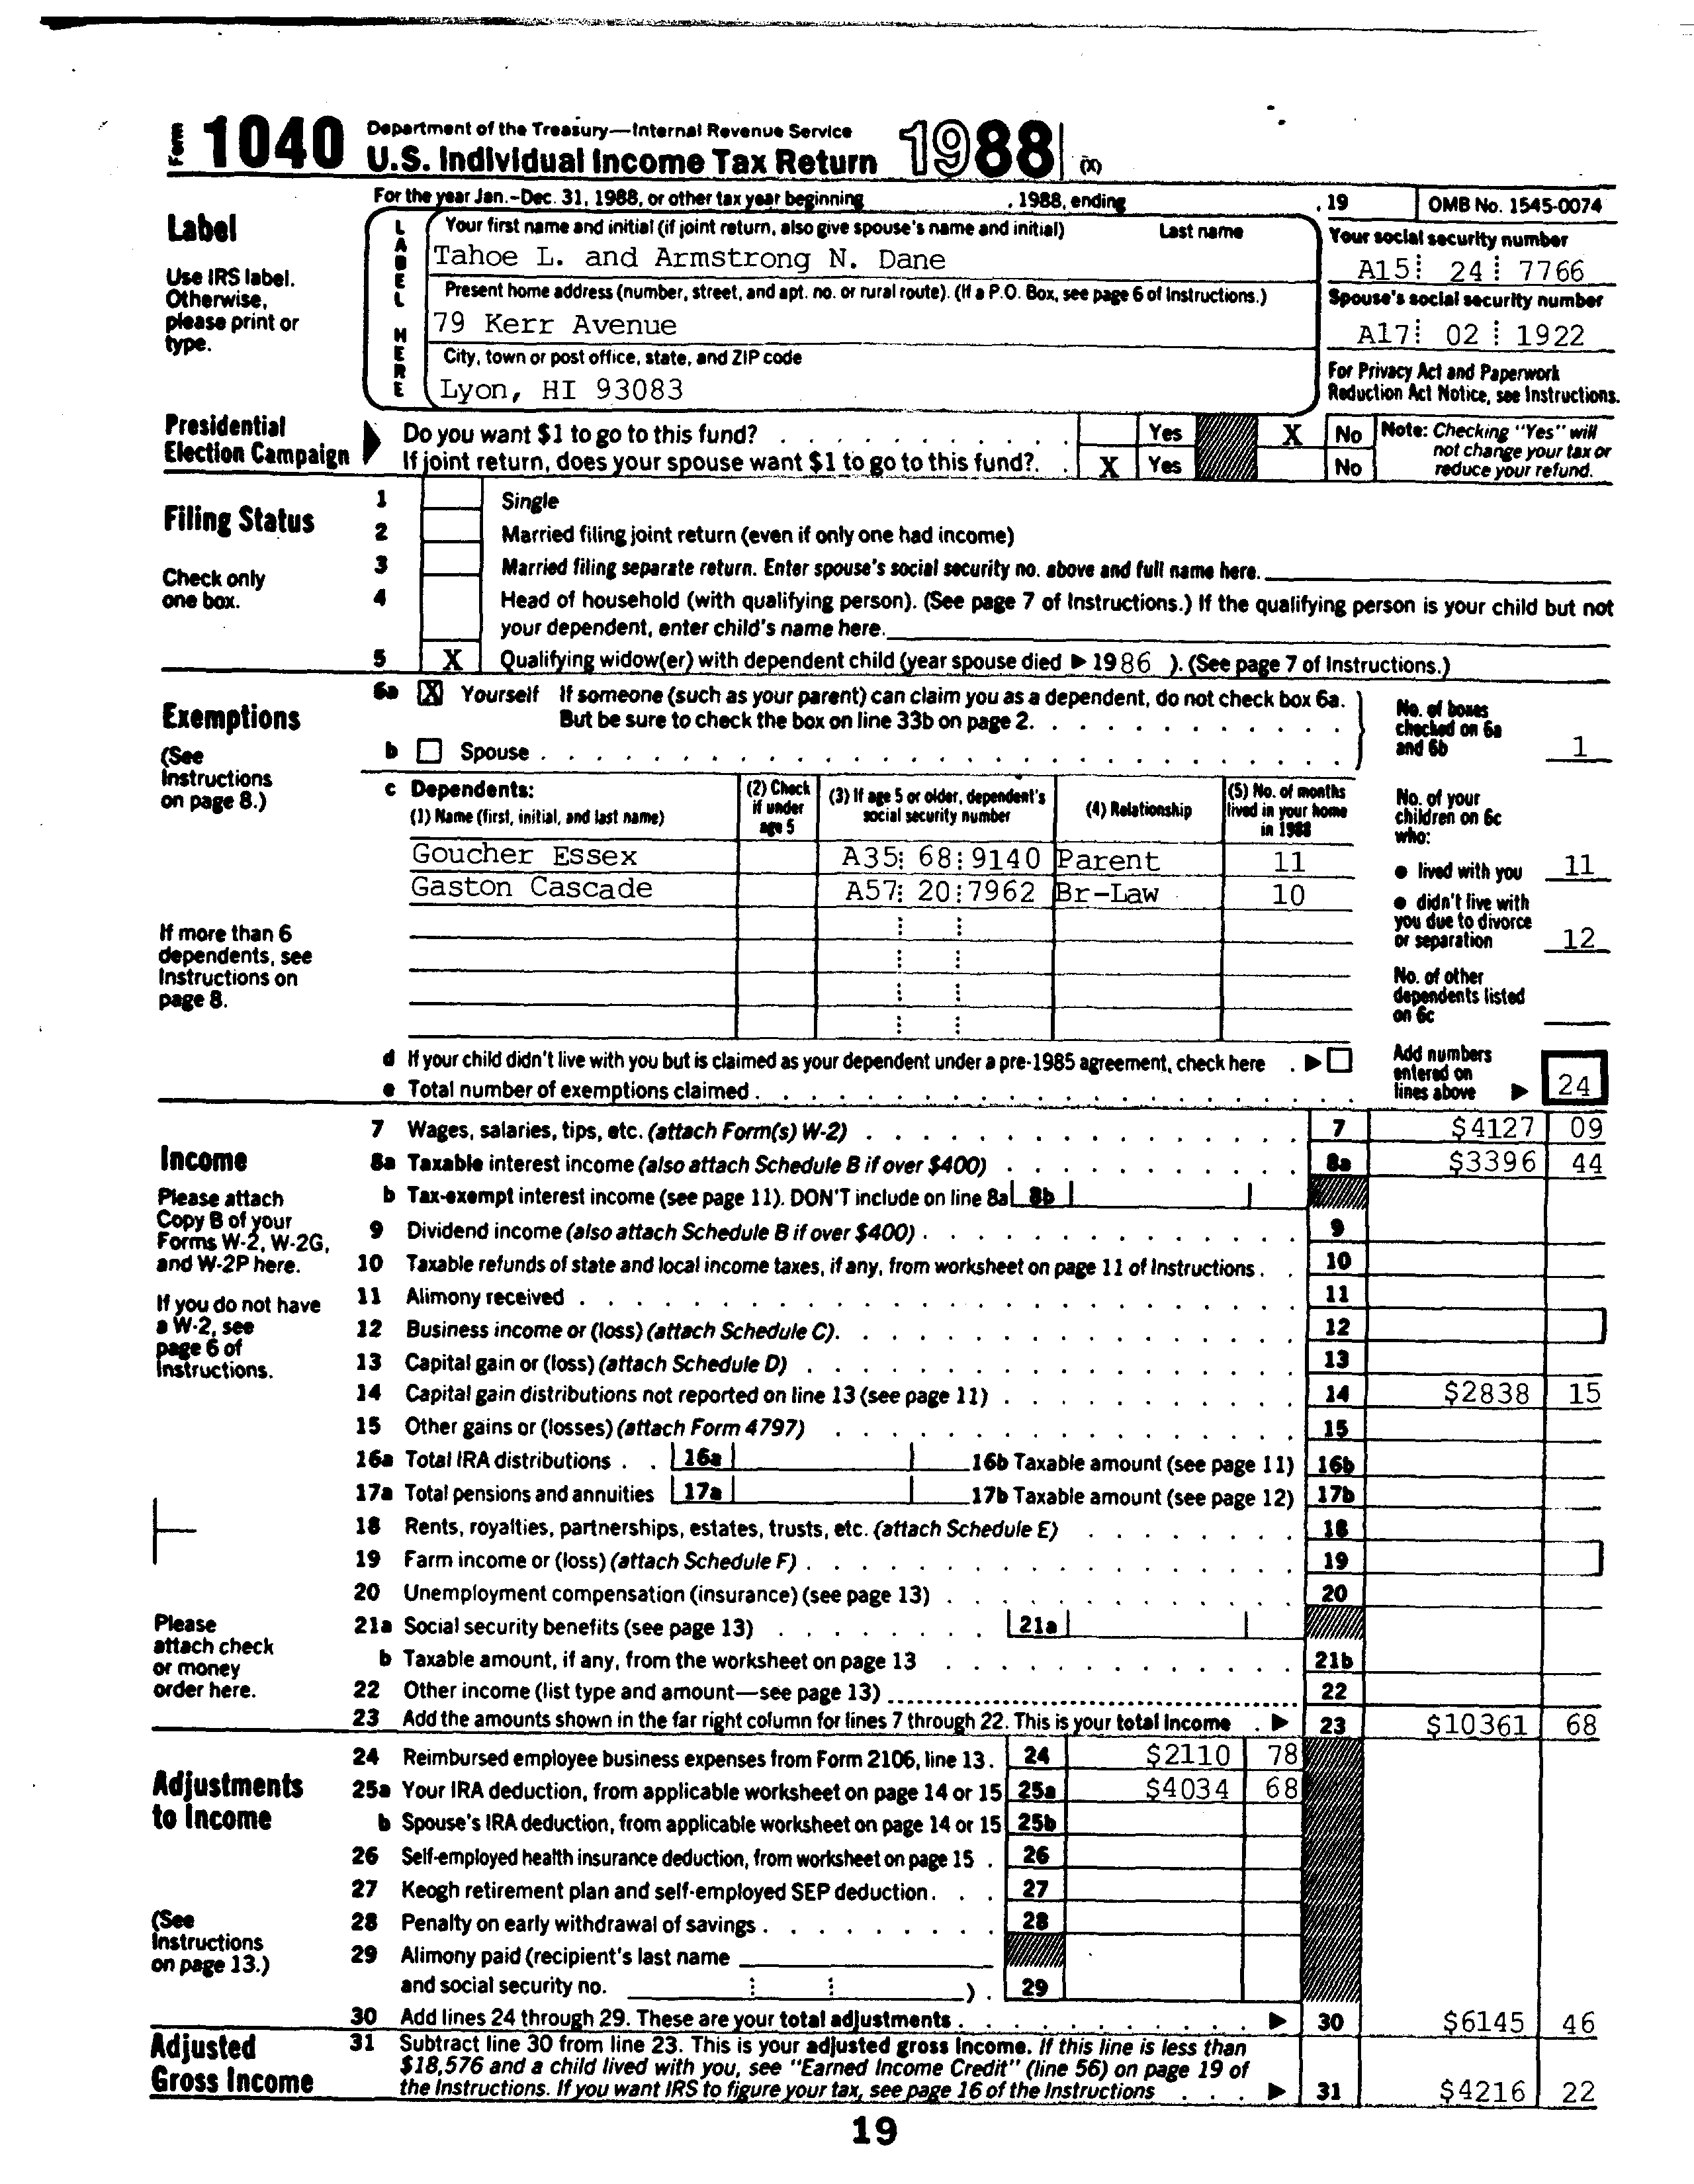 Form 1040 Department of the Treasury—Internal Revenue Service
U.S. Individual Income Tax Return 1988 (X)
For the year Jan.-Dec. 31, 1988, or other tax year beginning , 1988, ending , 19 OMB No. 1545-0074
Label
Use IRS label. Otherwise, please print or type.
LABEL HERE
Your first name and initial (if joint return, also give spouse's name and initial) Last name
Tahoe L. and Armstrong N. Dane
Your social security number
A15 24 7766
Present home address (number, street, and apt. no. or rural route). (If a P.O. Box, see page 6 of Instructions.)
79 Kerr Avenue
Spouse's social security number
A17 02 1922
City, town or post office, state, and ZIP code
Lyon, HI 93083
For Privacy Act and Paperwork Reduction Act Notice, see Instructions.
Presidential Election Campaign
Do you want $1 to go to this fund? Yes X No
If joint return, does your spouse want $1 to go to this fund?. X Yes No
Note: Checking "Yes" will not change your tax or reduce your refund.
Filing Status
Check only one box.
1 Single
2 Married filing joint return (even if only one had income)
3 Married filing separate return. Enter spouse's social security no. above and full name here.
4 Head of household (with qualifying person). (See page 7 of Instructions.) If the qualifying person is your child but not
your dependent, enter child's name here.
5 X Qualifying widow(er) with dependent child (year spouse died ▶ 1986 ). (See page 7 of Instructions.)
Exemptions
(See Instructions on page 8.)
6a X Yourself If someone (such as your parent) can claim you as a dependent, do not check box 6a.
But be sure to check the box on line 33b on page 2.
b Spouse
No. of boxes checked on 6a and 6b 1
c Dependents:
(1) Name (first, initial, and last name) (2) Check if under age 5 (3) If age 5 or older, dependent's social security number (4) Relationship (5) No. of months lived in your home in 1988
Goucher Essex A35 68 9140 Parent 11
Gaston Cascade A57 20 7962 Br-Law 10
No. of your children on 6c who:
● lived with you 11
● didn't live with you due to divorce or separation 12
No. of other dependents listed on 6c
If more than 6 dependents, see Instructions on page 8.
d If your child didn't live with you but is claimed as your dependent under a pre-1985 agreement, check here ▶
e Total number of exemptions claimed
Add numbers entered on lines above ▶ 24
Income
Please attach Copy B of your Forms W-2, W-2G, and W-2P here.
If you do not have a W-2, see page 6 of Instructions.
Please attach check or money order here.
7 Wages, salaries, tips, etc. (attach Form(s) W-2) 7 $4127 09
8a Taxable interest income (also attach Schedule B if over $400) 8a $3396 44
b Tax-exempt interest income (see page 11). DON'T include on line 8a 8b
9 Dividend income (also attach Schedule B if over $400) 9
10 Taxable refunds of state and local income taxes, if any, from worksheet on page 11 of Instructions 10
11 Alimony received 11
12 Business income or (loss) (attach Schedule C). 12
13 Capital gain or (loss) (attach Schedule D) 13
14 Capital gain distributions not reported on line 13 (see page 11) 14 $2838 15
15 Other gains or (losses) (attach Form 4797) 15
16a Total IRA distributions 16a 16b Taxable amount (see page 11) 16b
17a Total pensions and annuities 17a 17b Taxable amount (see page 12) 17b
18 Rents, royalties, partnerships, estates, trusts, etc. (attach Schedule E) 18
19 Farm income or (loss) (attach Schedule F) 19
20 Unemployment compensation (insurance) (see page 13) 20
21a Social security benefits (see page 13) 21a
b Taxable amount, if any, from the worksheet on page 13 21b
22 Other income (list type and amount—see page 13) 22
23 Add the amounts shown in the far right column for lines 7 through 22. This is your total income ▶ 23 $10361 68
Adjustments to Income
(See Instructions on page 13.)
24 Reimbursed employee business expenses from Form 2106, line 13. 24 $2110 78
25a Your IRA deduction, from applicable worksheet on page 14 or 15 25a $4034 68
b Spouse's IRA deduction, from applicable worksheet on page 14 or 15 25b
26 Self-employed health insurance deduction, from worksheet on page 15 26
27 Keogh retirement plan and self-employed SEP deduction 27
28 Penalty on early withdrawal of savings 28
29 Alimony paid (recipient's last name
and social security no. ) 29
30 Add lines 24 through 29. These are your total adjustments ▶ 30 $6145 46
Adjusted Gross Income
31 Subtract line 30 from line 23. This is your adjusted gross income. If this line is less than
$18,576 and a child lived with you, see "Earned Income Credit" (line 56) on page 19 of
the Instructions. If you want IRS to figure your tax, see page 16 of the Instructions ▶ 31 $4216 22
19